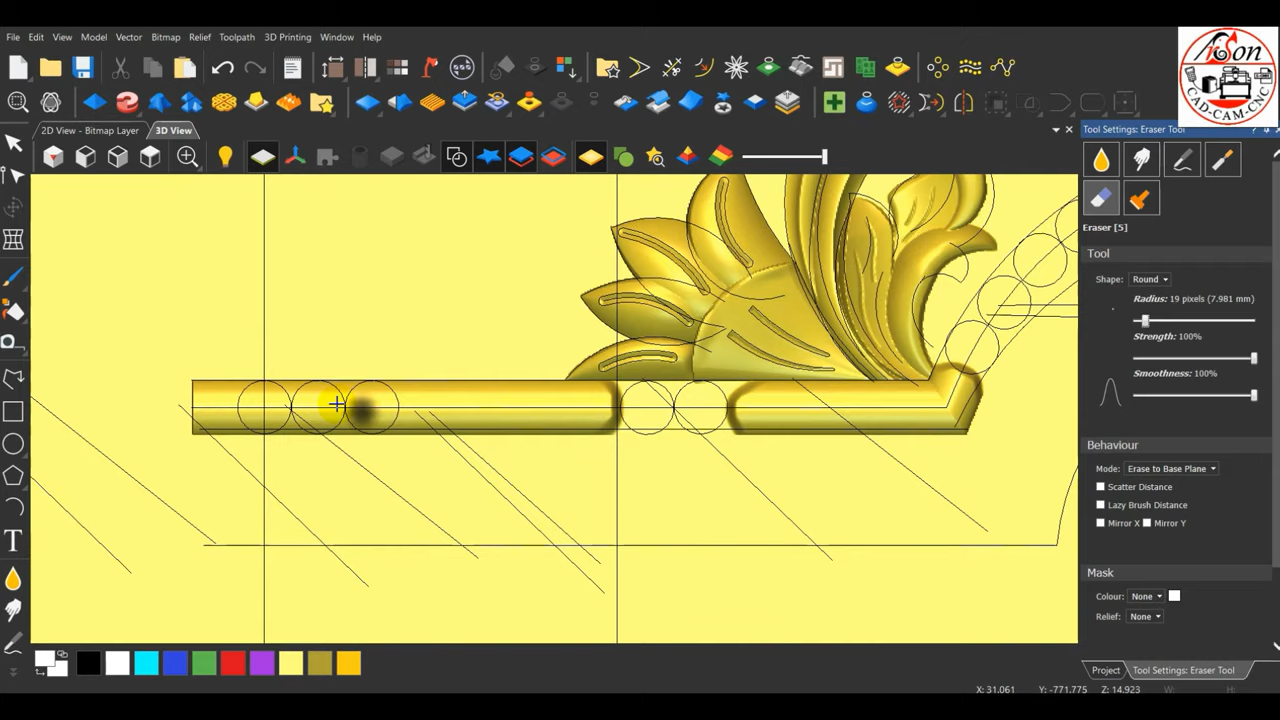 File Edit View Model Vector Bitmap Relief Toolpath 3D Printing Window Help
ArSon
CAD-CAM-CNC
2D View - Bitmap Layer 3D View
Tool Settings: Eraser Tool ?
Eraser [5]
Tool
Shape: Round
Radius: 19 pixels (7.981 mm)
Strength: 100%
Smoothness: 100%
Behaviour
Mode: Erase to Base Plane
Scatter Distance
Lazy Brush Distance
Mirror X Mirror Y
Mask
Colour: None
Relief: None
T
Project Tool Settings: Eraser Tool
X: 31.061 Y: -771.775 Z: 14.923 W: H: